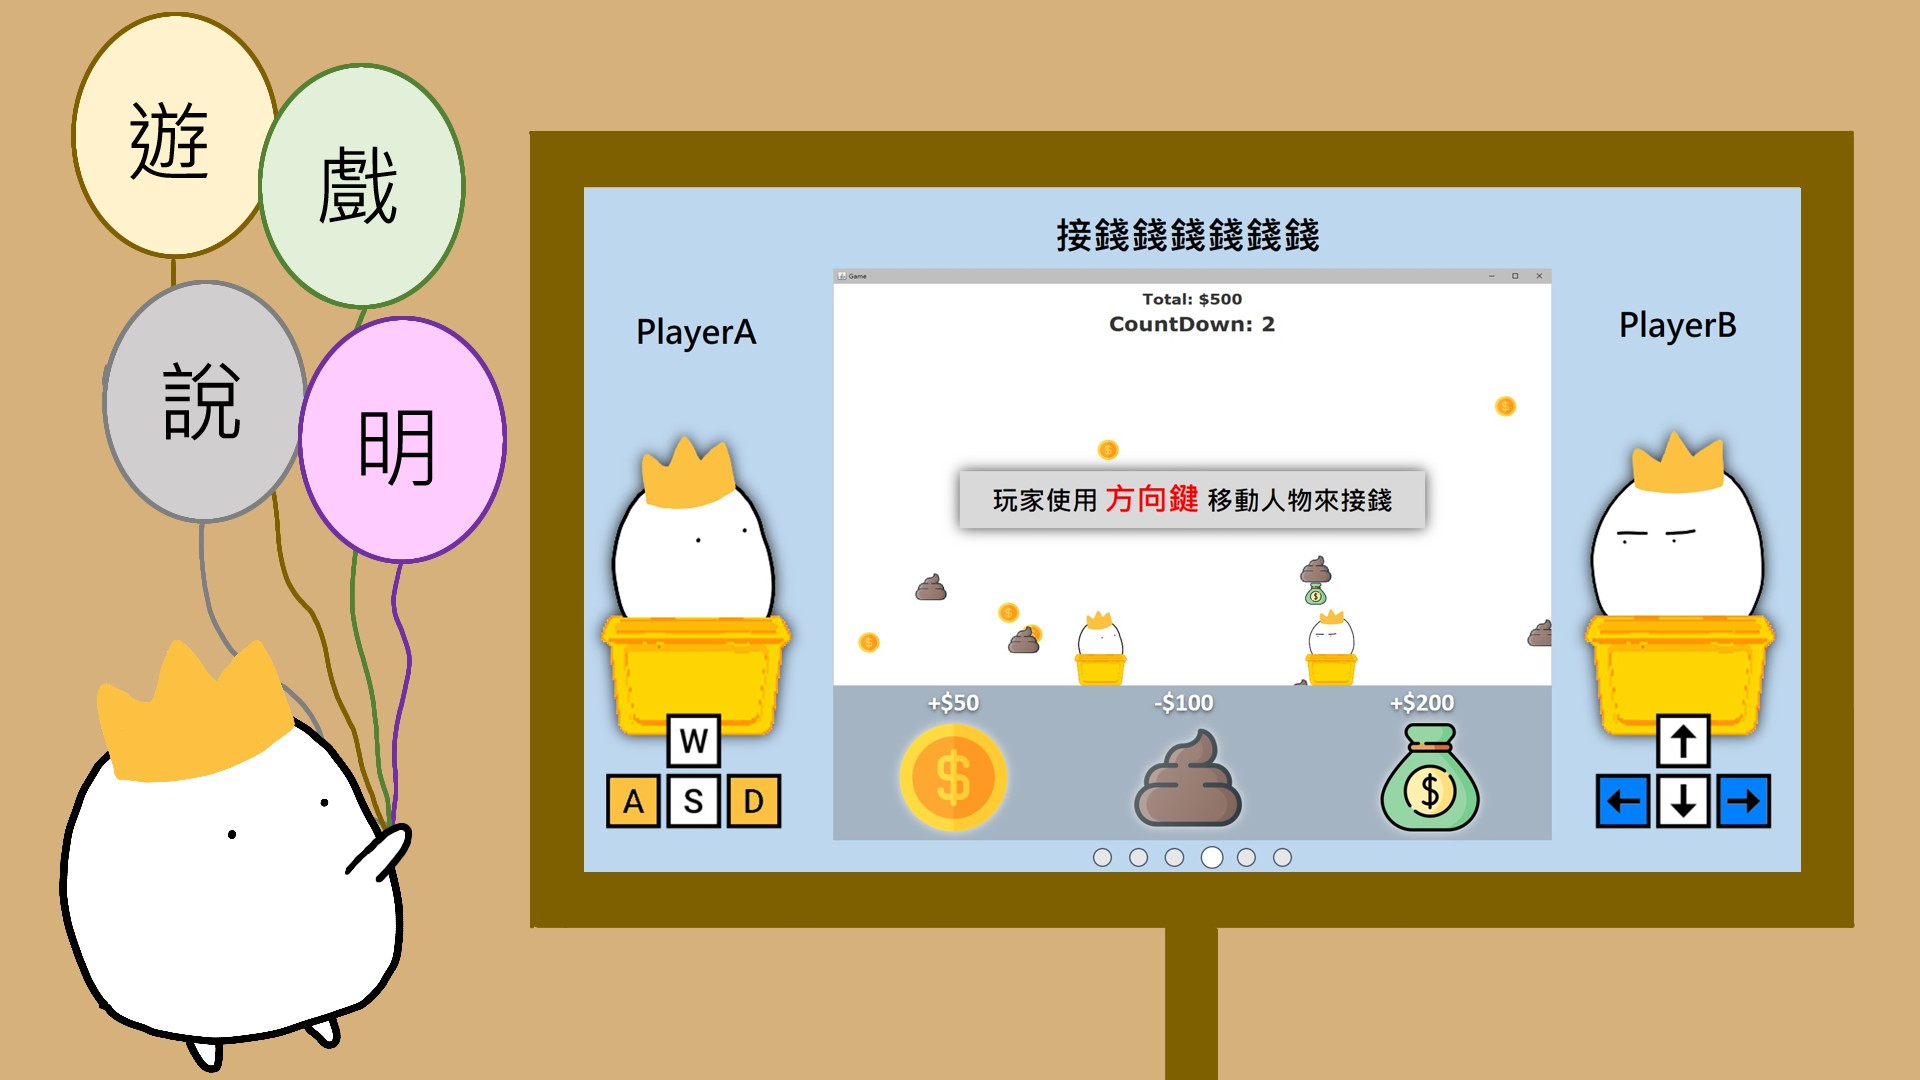 遊戲
說明
接錢錢錢錢錢錢
Game
Total: $500
CountDown: 2
PlayerA
PlayerB
玩家使用 方向鍵 移動人物來接錢
+$50
-$100
+$200
$
$
W
A S D
↑
← ↓ →